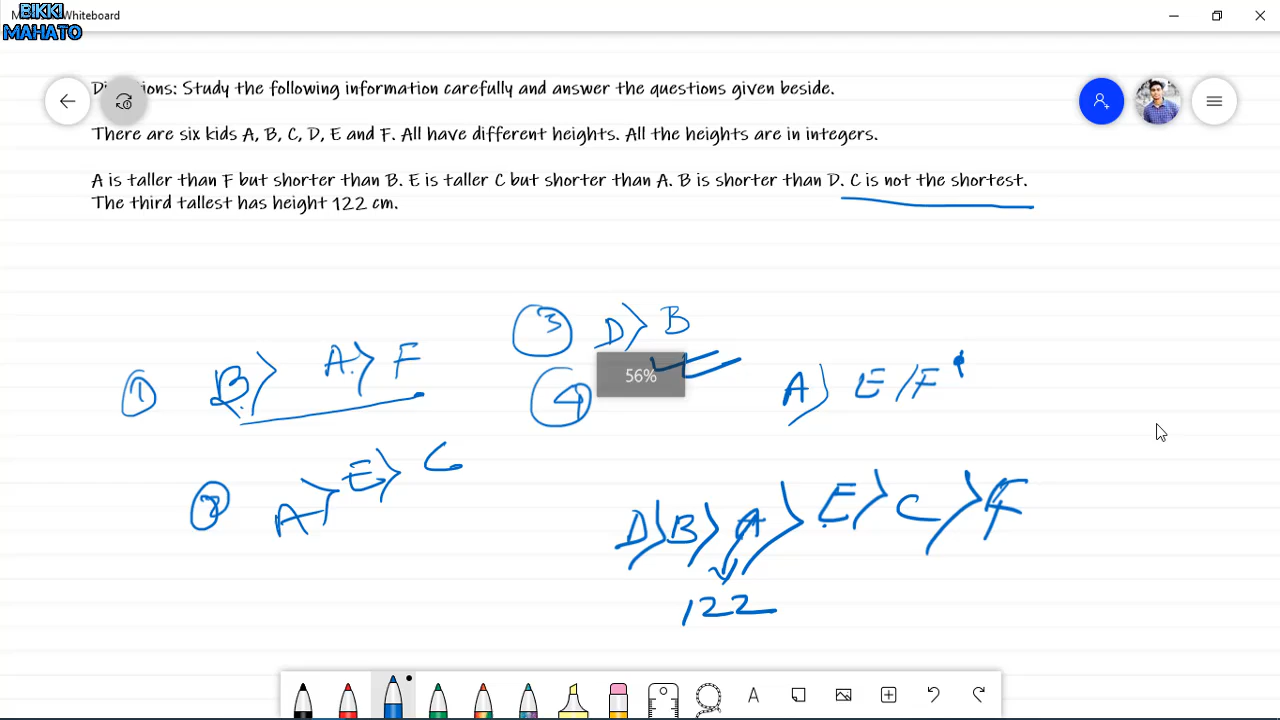 BIKKI
MAHATO
Whiteboard
Study the following information carefully and answer the questions given beside.
There are six kids A, B, C, D, E and F. All have different heights. All the heights are in integers.
A is taller than F but shorter than B. E is taller C but shorter than A. B is shorter than D. C is not the shortest.
The third tallest has height 122 cm.
3 D > B
56%
1 B > A > F
4 A > E / F
2 A > E > C
D > B > A > E > C > F
122
A